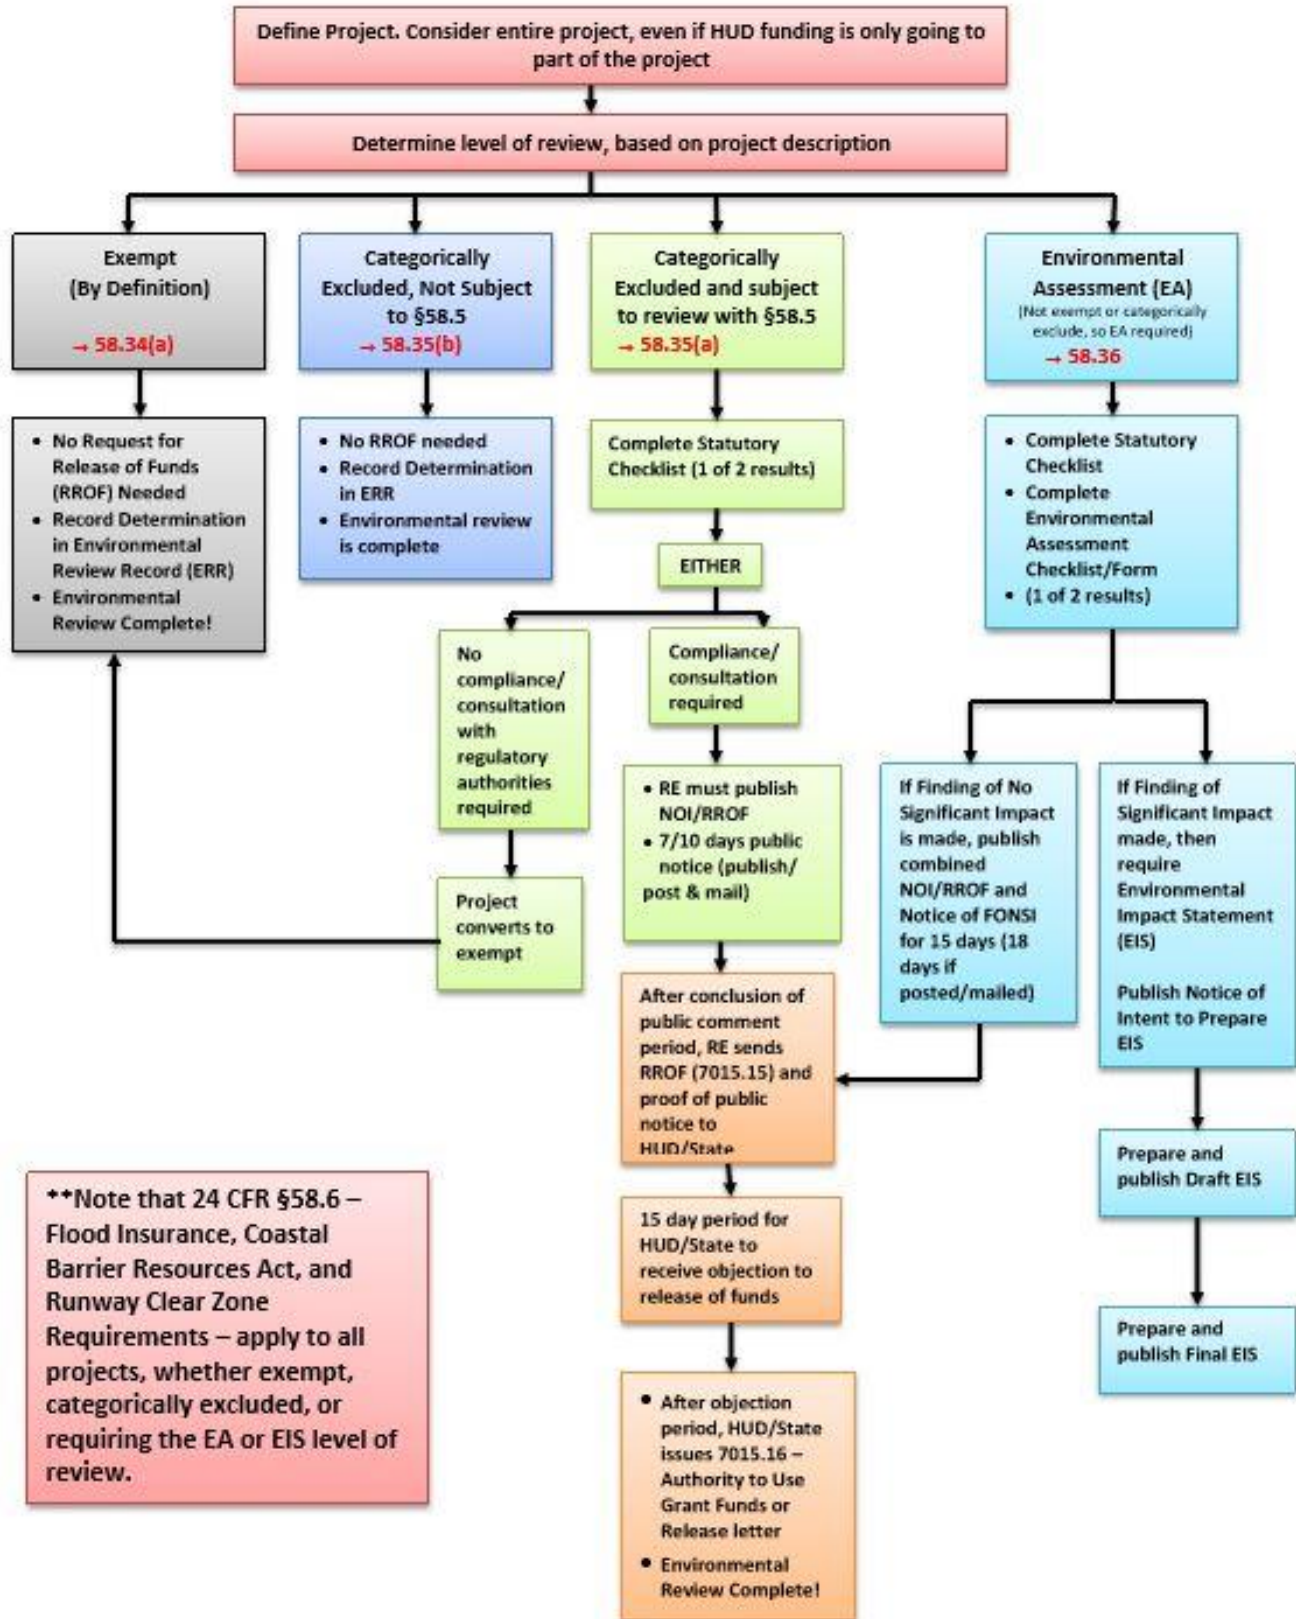 Define Project. Consider entire project, even if HUD funding is only going to
part of the project
Determine level of review, based on project description
Exempt
(By Definition)
→ 58.34(a)
Categorically
Excluded, Not Subject
to §58.5
→ 58.35(b)
Categorically
Excluded and subject
to review with §58.5
→ 58.35(a)
Environmental
Assessment (EA)
(Not exempt or categorically
exclude, so EA required)
→ 58.36
• No Request for
Release of Funds
(RROF) Needed
• Record Determination
in Environmental
Review Record (ERR)
• Environmental
Review Complete!
• No RROF needed
• Record Determination
in ERR
• Environmental review
is complete
Complete Statutory
Checklist (1 of 2 results)
• Complete Statutory
Checklist
• Complete
Environmental
Assessment
Checklist/Form
• (1 of 2 results)
EITHER
No
compliance/
consultation
with
regulatory
authorities
required
Compliance/
consultation
required
Project
converts to
exempt
• RE must publish
NOI/RROF
• 7/10 days public
notice (publish/
post & mail)
If Finding of No
Significant Impact
is made, publish
combined
NOI/RROF and
Notice of FONSI
for 15 days (18
days if
posted/mailed)
If Finding of
Significant Impact
made, then
require
Environmental
Impact Statement
(EIS)
Publish Notice of
Intent to Prepare
EIS
After conclusion of
public comment
period, RE sends
RROF (7015.15) and
proof of public
notice to
HUD/State
Prepare and
publish Draft EIS
15 day period for
HUD/State to
receive objection to
release of funds
Prepare and
publish Final EIS
• After objection
period, HUD/State
issues 7015.16 –
Authority to Use
Grant Funds or
Release letter
• Environmental
Review Complete!
**Note that 24 CFR §58.6 –
Flood Insurance, Coastal
Barrier Resources Act, and
Runway Clear Zone
Requirements – apply to all
projects, whether exempt,
categorically excluded, or
requiring the EA or EIS level of
review.